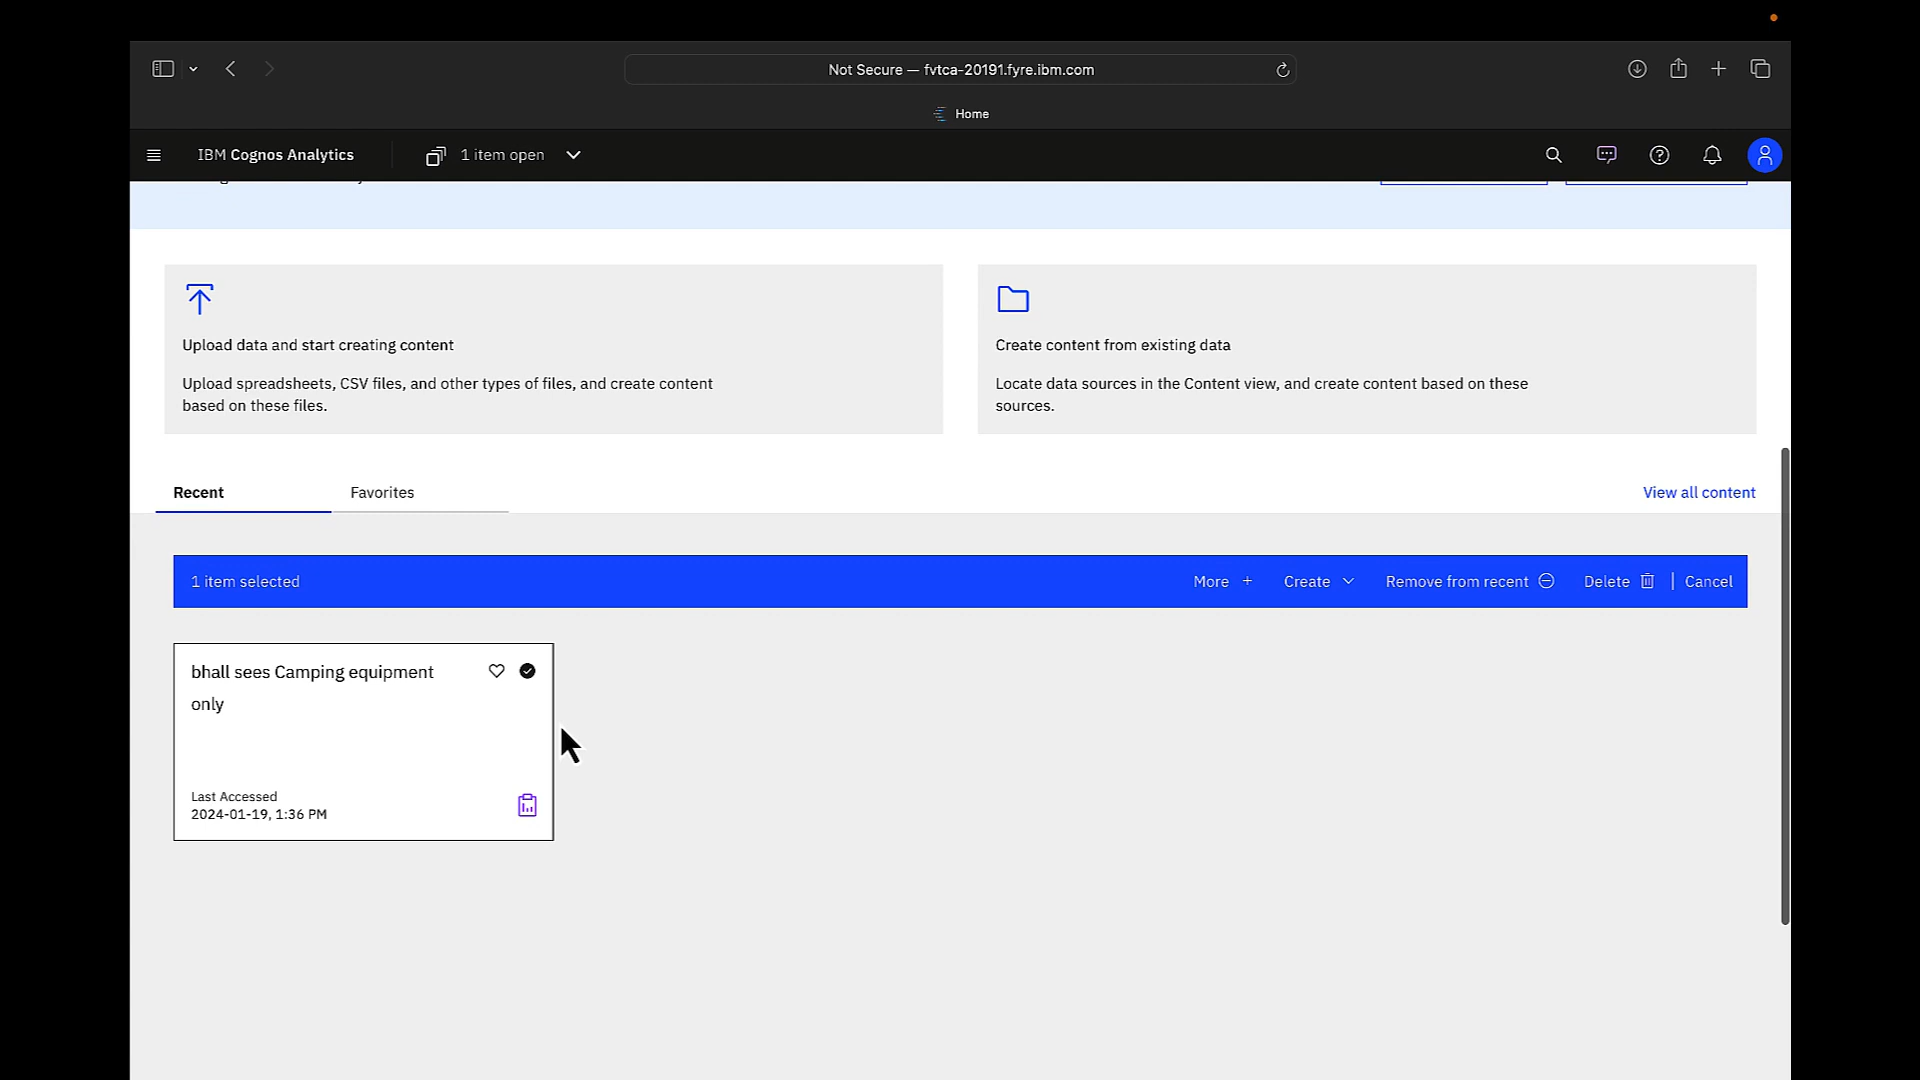 Not Secure — fvtca-20191.fyre.ibm.com
Home
IBM Cognos Analytics
1 item open
Upload data and start creating content
Upload spreadsheets, CSV files, and other types of files, and create content
based on these files.
Create content from existing data
Locate data sources in the Content view, and create content based on these
sources.
Recent
Favorites
View all content
1 item selected
More
Create
Remove from recent
Delete
Cancel
bhall sees Camping equipment
only
Last Accessed
2024-01-19, 1:36 PM